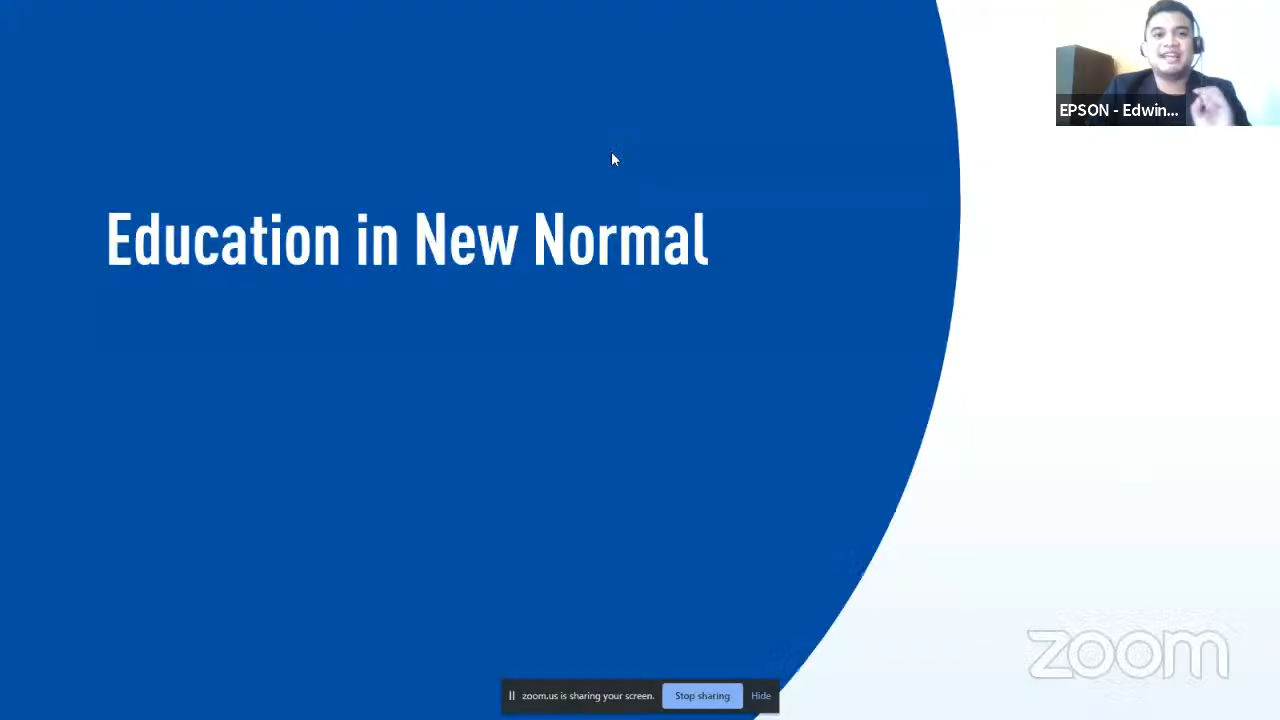 EPSON - Edwin...
Education in New Normal
zoom
zoom.us is sharing your screen. Stop sharing Hide